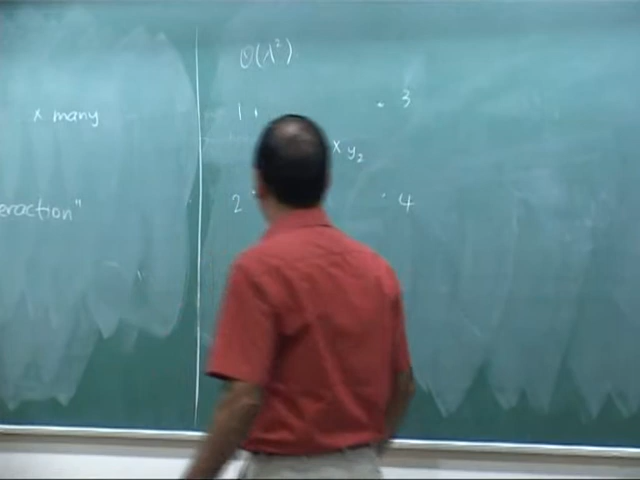 x many
eraction"
O(λ²)
1 3
x y₂
2 4